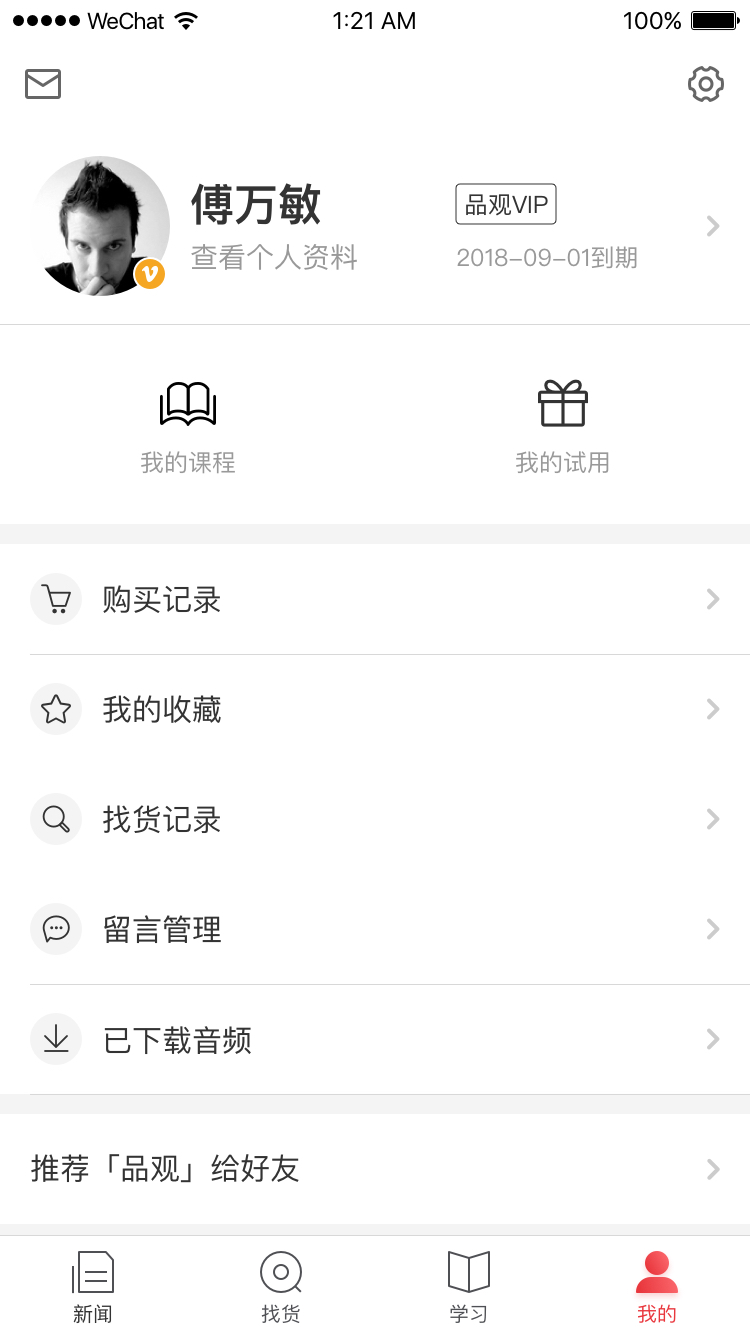 WeChat 1:21 AM 100%
傅万敏 品观VIP
查看个人资料 2018-09-01到期
我的课程 我的试用
购买记录
我的收藏
找货记录
留言管理
已下载音频
推荐「品观」给好友
新闻 找货 学习 我的